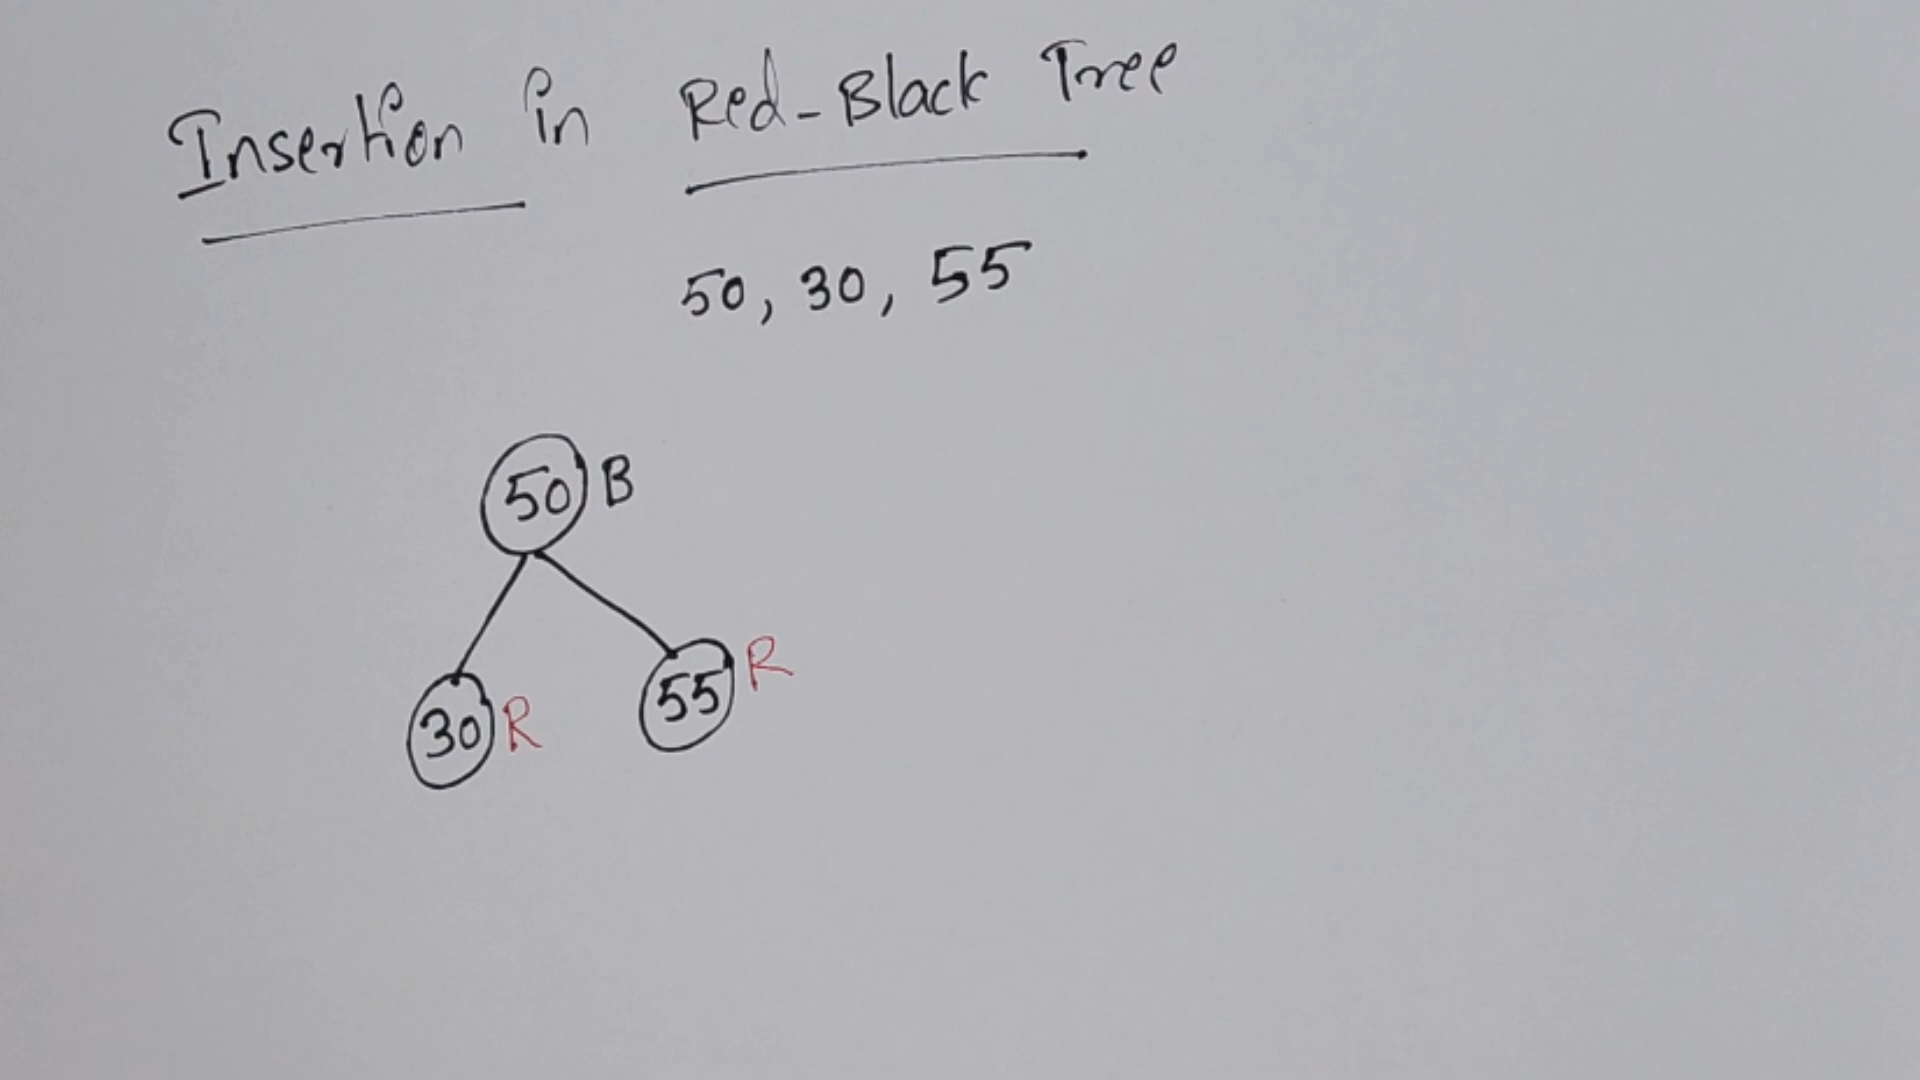 Insertion in Red-Black Tree
50, 30, 55
50 B
30 R
55 R